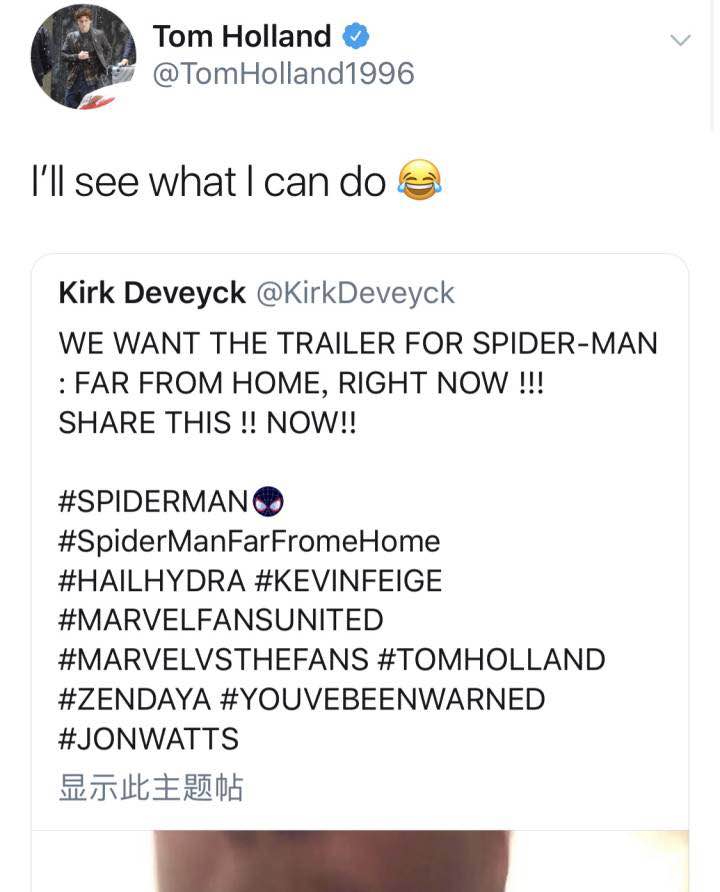 Tom Holland
@TomHolland1996
I'll see what I can do 😂
Kirk Deveyck @KirkDeveyck
WE WANT THE TRAILER FOR SPIDER-MAN
: FAR FROM HOME, RIGHT NOW !!!
SHARE THIS !! NOW!!
#SPIDERMAN
#SpiderManFarFromeHome
#HAILHYDRA #KEVINFEIGE
#MARVELFANSUNITED
#MARVELVSTHEFANS #TOMHOLLAND
#ZENDAYA #YOUVEBEENWARNED
#JONWATTS
显示此主题帖